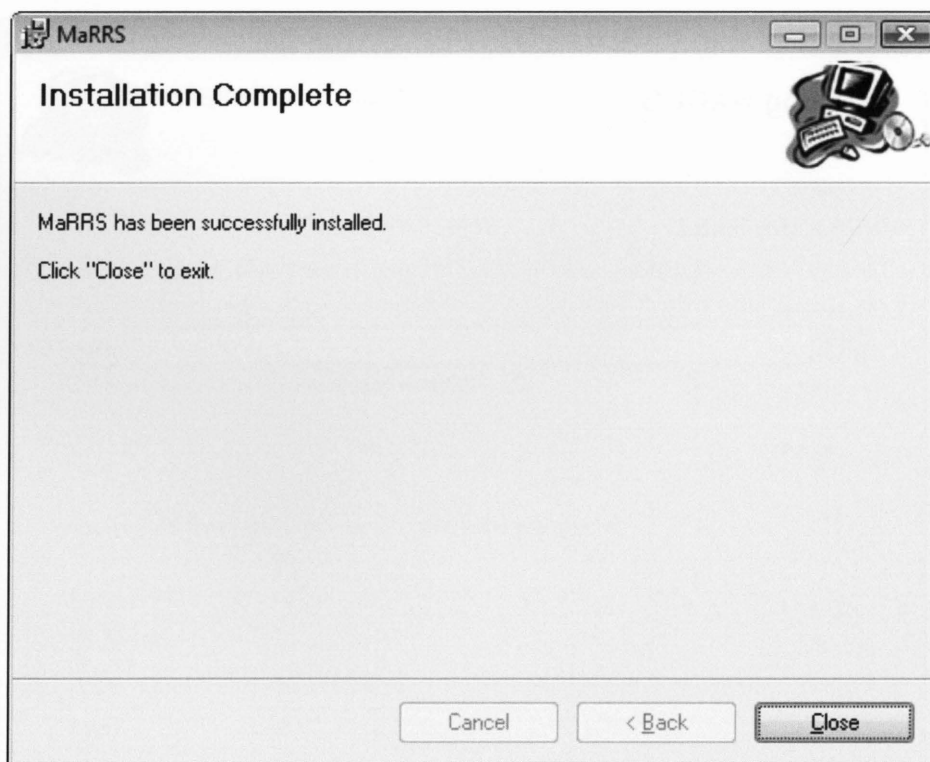 MaRRS
Installation Complete
MaRRS has been successfully installed.
Click "Close" to exit.
Cancel
< Back
Close